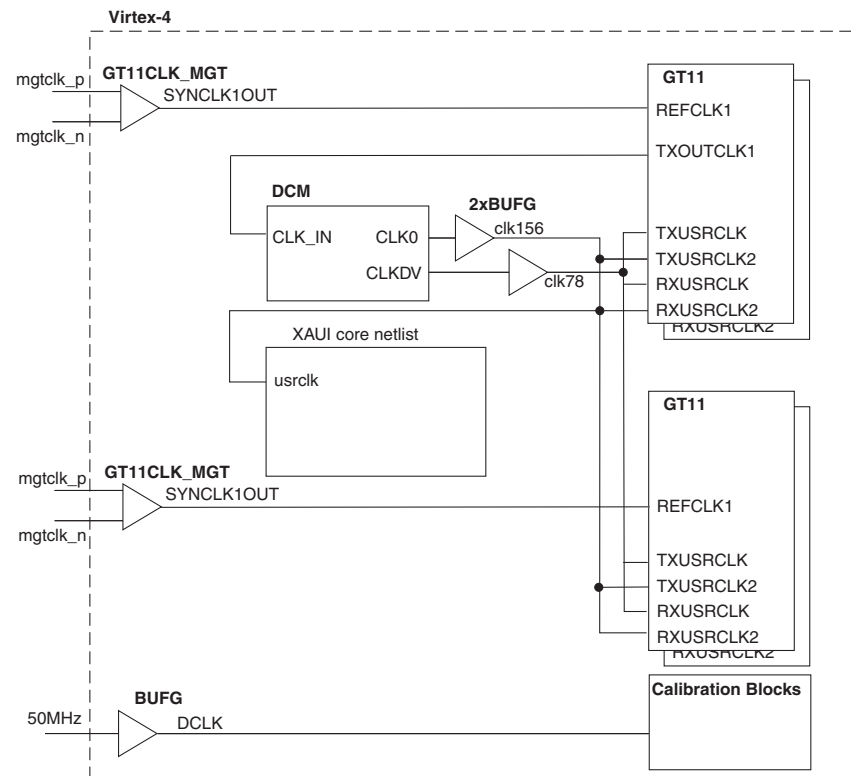 Virtex-4
mgtclk_p
GT11CLK_MGT
SYNCLK1OUT
mgtclk_n
GT11
REFCLK1
TXOUTCLK1
DCM
CLK_IN
CLK0
CLKDV
2xBUFG
clk156
clk78
TXUSRCLK
TXUSRCLK2
RXUSRCLK
RXUSRCLK2
RXUSRCLK2
XAUI core netlist
usrclk
GT11
mgtclk_p
GT11CLK_MGT
SYNCLK1OUT
mgtclk_n
REFCLK1
TXUSRCLK
TXUSRCLK2
RXUSRCLK
RXUSRCLK2
RXUSRCLK2
BUFG
50MHz
DCLK
Calibration Blocks